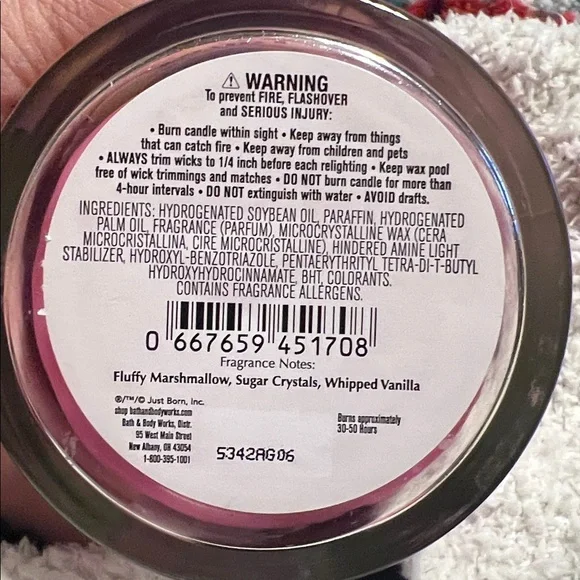 ⚠ WARNING
To prevent FIRE, FLASHOVER
and SERIOUS INJURY:
• Burn candle within sight • Keep away from things
that can catch fire • Keep away from children and pets
• ALWAYS trim wicks to 1/4 inch before each relighting • Keep wax pool
free of wick trimmings and matches • DO NOT burn candle for more than
4-hour intervals • DO NOT extinguish with water • AVOID drafts.
INGREDIENTS: HYDROGENATED SOYBEAN OIL, PARAFFIN, HYDROGENATED
PALM OIL, FRAGRANCE (PARFUM), MICROCRYSTALLINE WAX (CERA
MICROCRISTALLINA, CIRE MICROCRISTALLINE), HINDERED AMINE LIGHT
STABILIZER, HYDROXYL-BENZOTRIAZOLE, PENTAERYTHRITYL TETRA-DI-T-BUTYL
HYDROXYHYDROCINNAMATE, BHT, COLORANTS.
CONTAINS FRAGRANCE ALLERGENS.
0 667659 451708
Fragrance Notes:
Fluffy Marshmallow, Sugar Crystals, Whipped Vanilla
®/™/© Just Born, Inc.
shop bathandbodyworks.com
Bath & Body Works, Distr.
95 West Main Street
New Albany, OH 43054
1-800-395-1001
Burns approximately
30-50 Hours
5342AG06